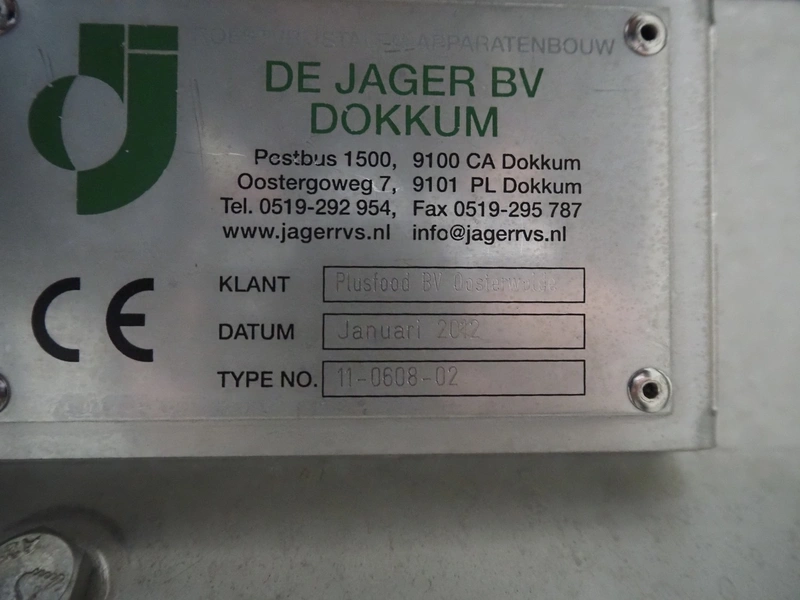 APPARATENBOUW
DE JAGER BV
DOKKUM
Postbus 1500, 9100 CA Dokkum
Oostergoweg 7, 9101 PL Dokkum
Tel. 0519-292 954, Fax 0519-295 787
www.jagerrvs.nl info@jagerrvs.nl
CE
KLANT Plusfood BV Oosterwolde
DATUM Januari 2012
TYPE NO. 11-0608-02